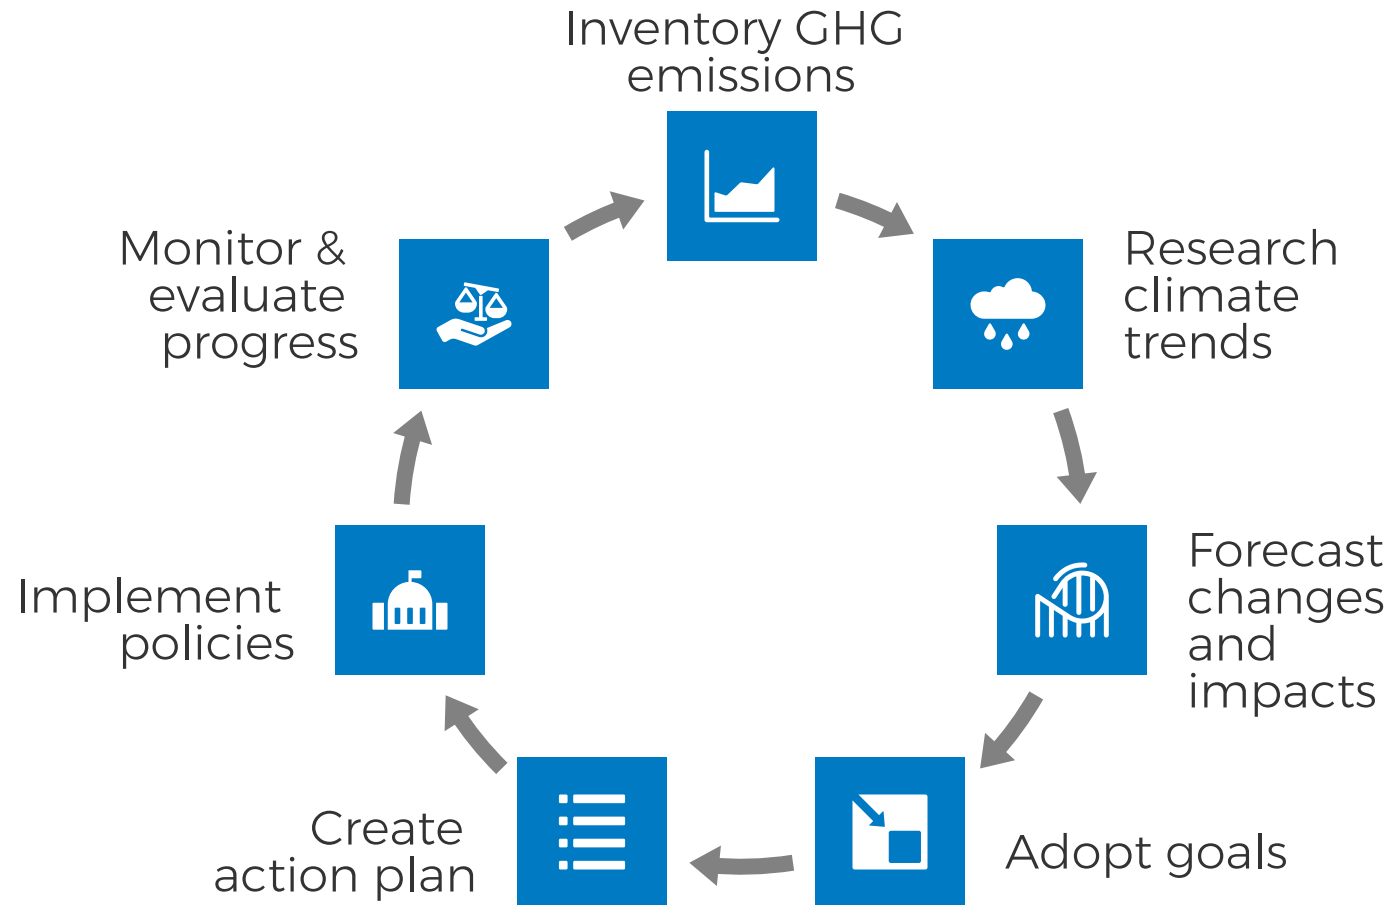 Inventory GHG
emissions
Research
climate
trends
Forecast
changes
and
impacts
Adopt goals
Create
action plan
Implement
policies
Monitor &
evaluate
progress